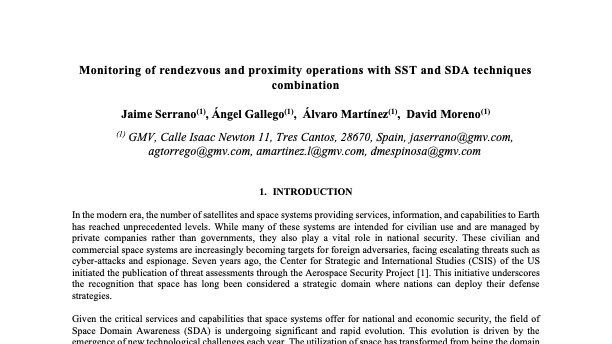 Monitoring of rendezvous and proximity operations with SST and SDA techniques
combination
Jaime Serrano(1), Ángel Gallego(1), Álvaro Martínez(1), David Moreno(1)
(1) GMV, Calle Isaac Newton 11, Tres Cantos, 28670, Spain, jaserrano@gmv.com,
agtorrego@gmv.com, amartinez.l@gmv.com, dmespinosa@gmv.com
1. INTRODUCTION
In the modern era, the number of satellites and space systems providing services, information, and capabilities to Earth
has reached unprecedented levels. While many of these systems are intended for civilian use and are managed by
private companies rather than governments, they also play a vital role in national security. These civilian and
commercial space systems are increasingly becoming targets for foreign adversaries, facing escalating threats such as
cyber-attacks and espionage. Seven years ago, the Center for Strategic and International Studies (CSIS) of the US
initiated the publication of threat assessments through the Aerospace Security Project [1]. This initiative underscores
the recognition that space has long been considered a strategic domain where nations can deploy their defense
strategies.
Given the critical services and capabilities that space systems offer for national and economic security, the field of
Space Domain Awareness (SDA) is undergoing significant and rapid evolution. This evolution is driven by the
emergence of new technological challenges each year. The utilization of space has transformed from being the domain